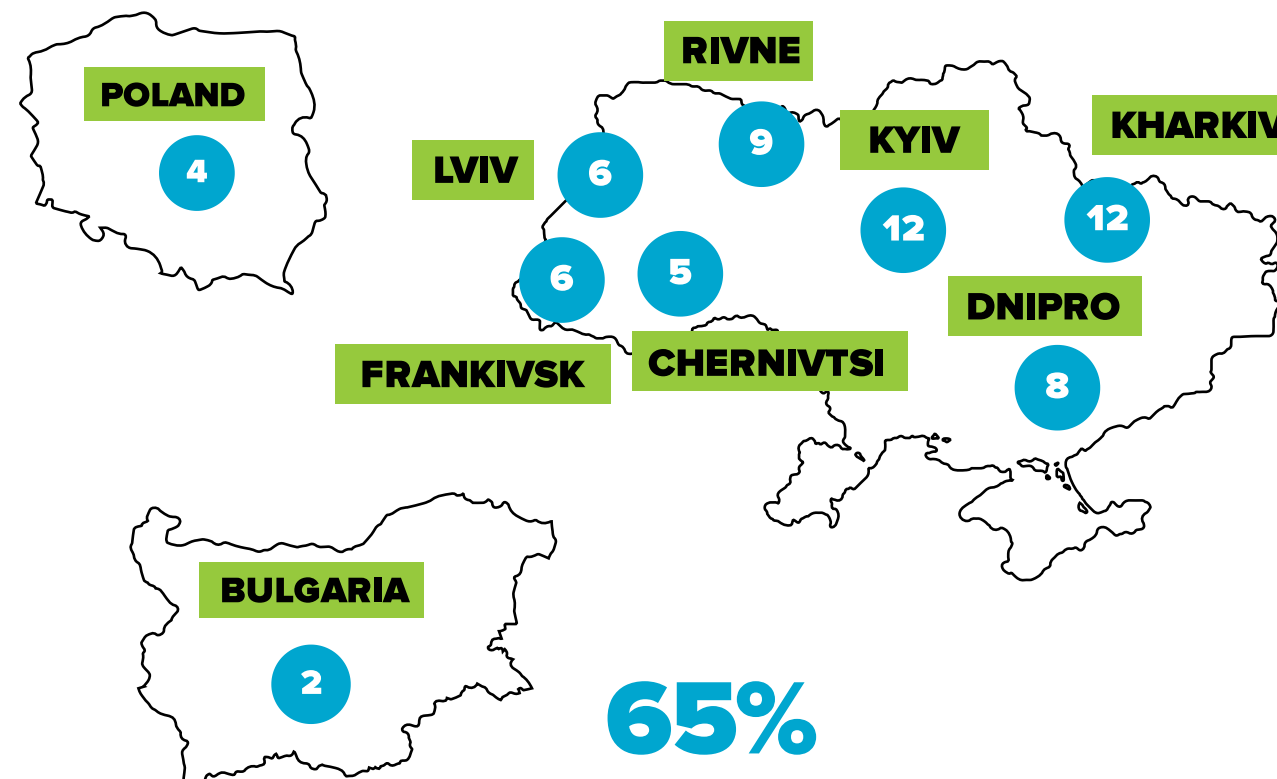 RIVNE
POLAND
KHARKIV
KYIV
9
LVIV
6
4
12
12
5
6
DNIPRO
CHERNIVTSI
FRANKIVSK
8
BULGARIA
2
65%